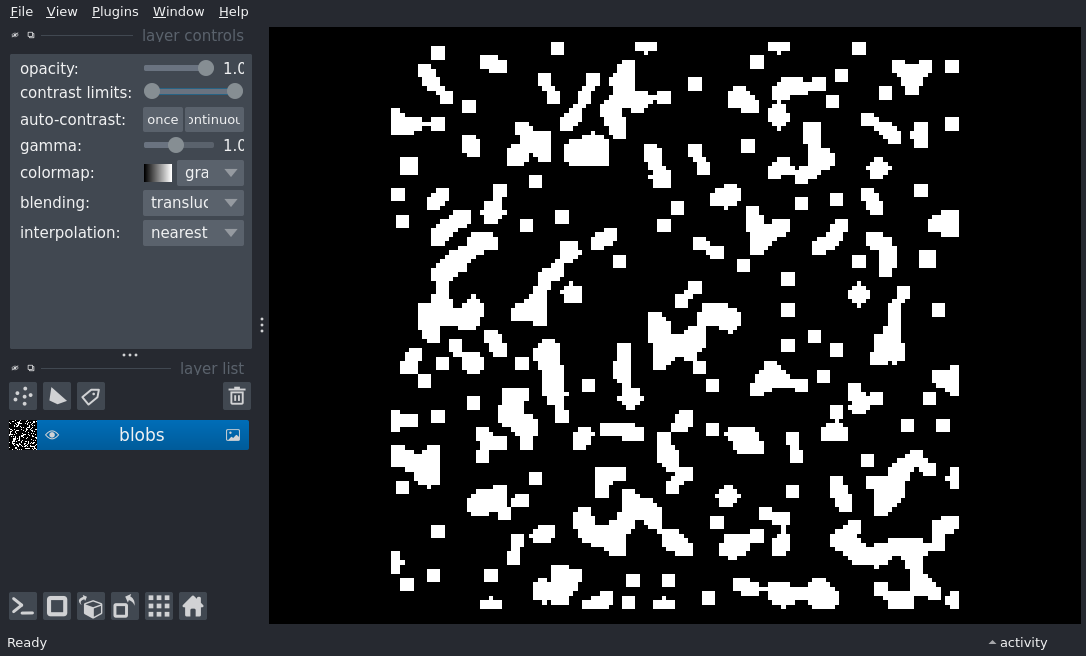 File View Plugins Window Help
layer controls
opacity: 1.0
contrast limits:
auto-contrast: once ontinuou
gamma: 1.0
colormap: gra
blending: transluc
interpolation: nearest
layer list
blobs
Ready
activity